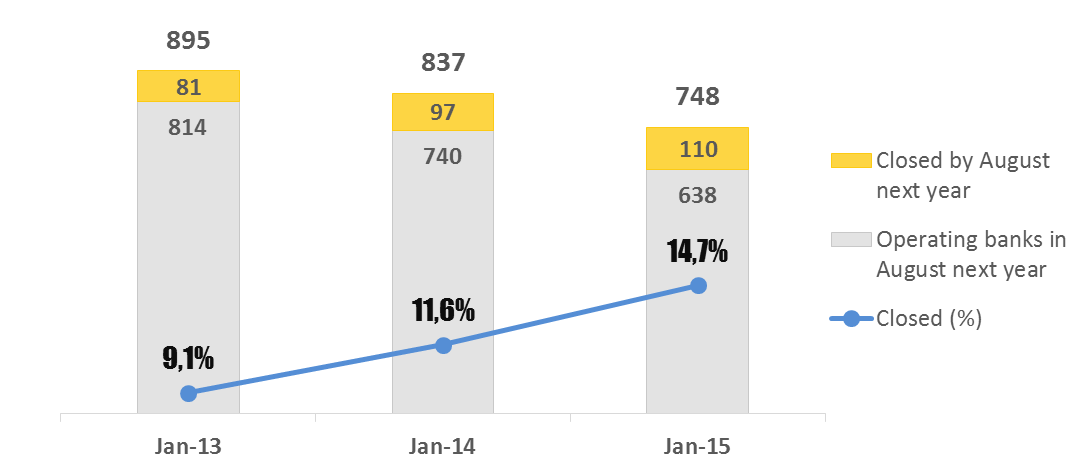 895
837
748
81
97
110
814
740
638
9,1%
11,6%
14,7%
Jan-13
Jan-14
Jan-15
Closed by August
next year
Operating banks in
August next year
Closed (%)